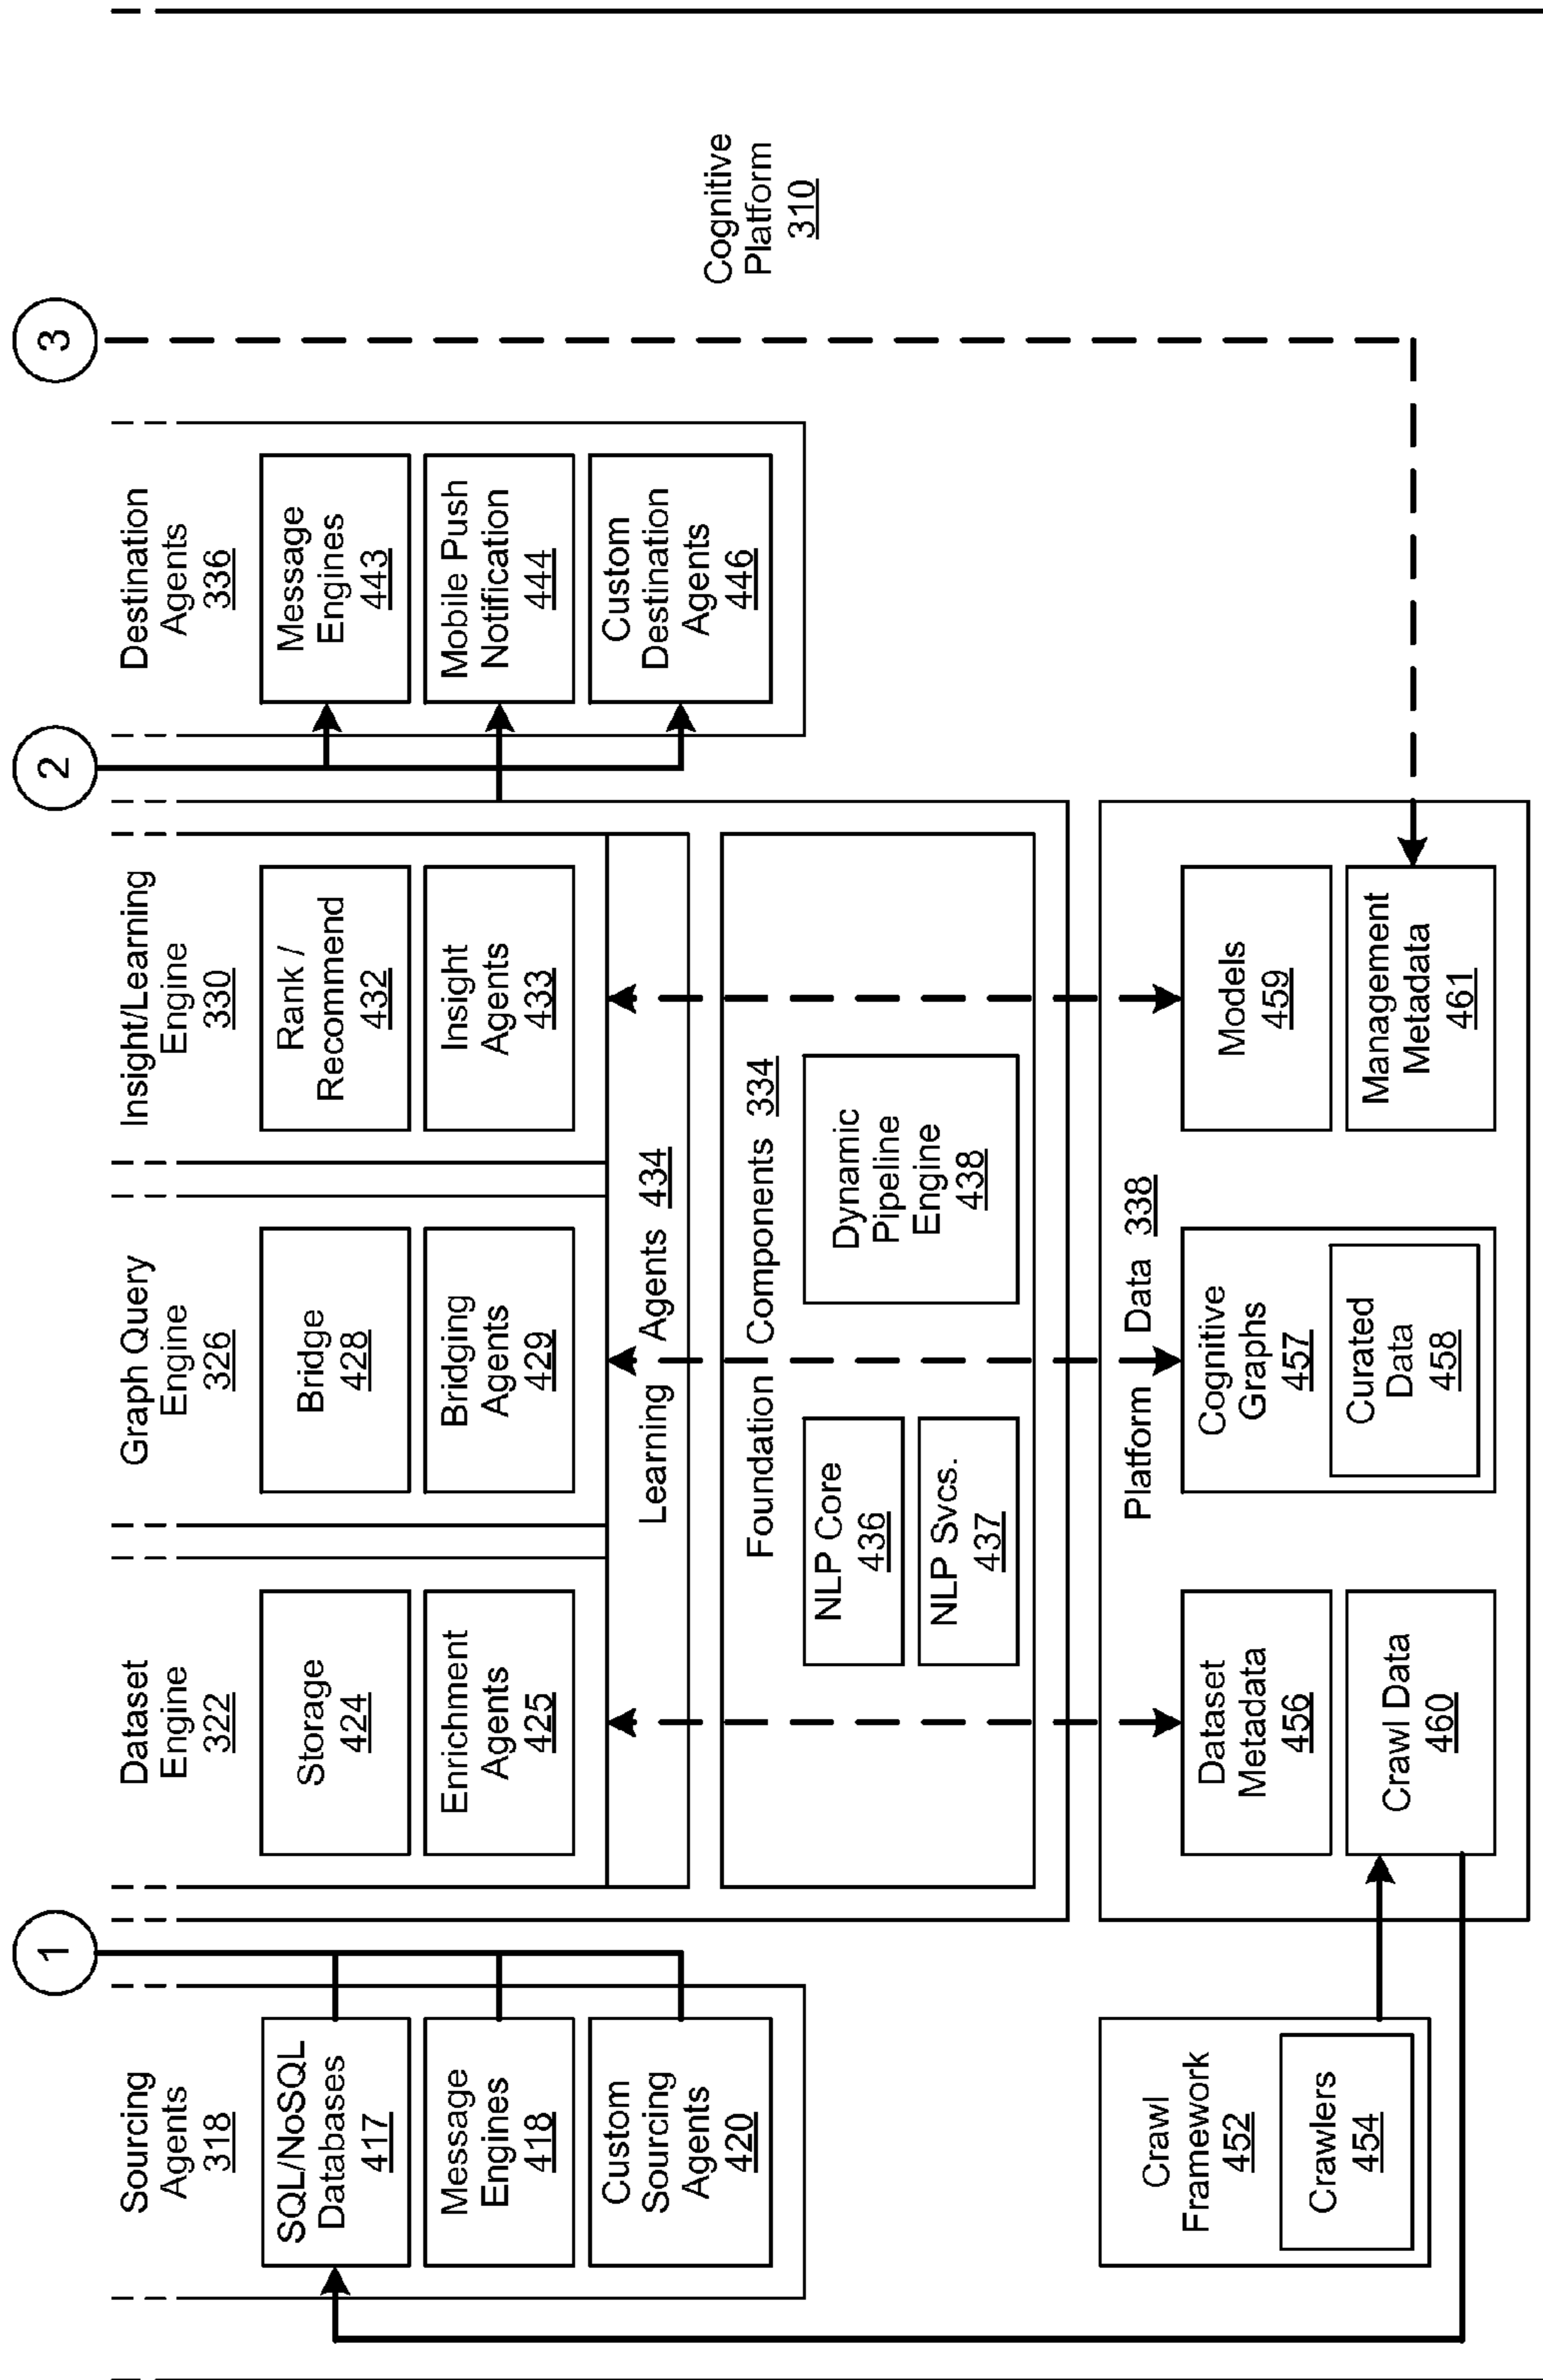 1
2
3
Sourcing
Agents
318
SQL/NoSQL
Databases
417
Message
Engines
418
Custom
Sourcing
Agents
420
Dataset
Engine
322
Storage
424
Enrichment
Agents
425
Graph Query
Engine
326
Bridge
428
Bridging
Agents
429
Insight/Learning
Engine
330
Rank /
Recommend
432
Insight
Agents
433
Learning Agents 434
Foundation Components 334
NLP Core
436
NLP Svcs.
437
Dynamic
Pipeline
Engine
438
Destination
Agents
336
Message
Engines
443
Mobile Push
Notification
444
Custom
Destination
Agents
446
Cognitive
Platform
310
Crawl
Framework
452
Crawlers
454
Platform Data 338
Dataset
Metadata
456
Crawl Data
460
Cognitive
Graphs
457
Curated
Data
458
Models
459
Management
Metadata
461